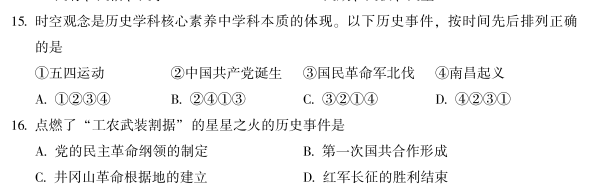 15. 时空观念是历史学科核心素养中学科本质的体现。以下历史事件，按时间先后排列正确
的是
①五四运动 ②中国共产党诞生 ③国民革命军北伐 ④南昌起义
A. ①②③④ B. ②④①③ C. ③②①④ D. ④②③①
16. 点燃了“工农武装割据”的星星之火的历史事件是
A. 党的民主革命纲领的制定 B. 第一次国共合作形成
C. 井冈山革命根据地的建立 D. 红军长征的胜利结束